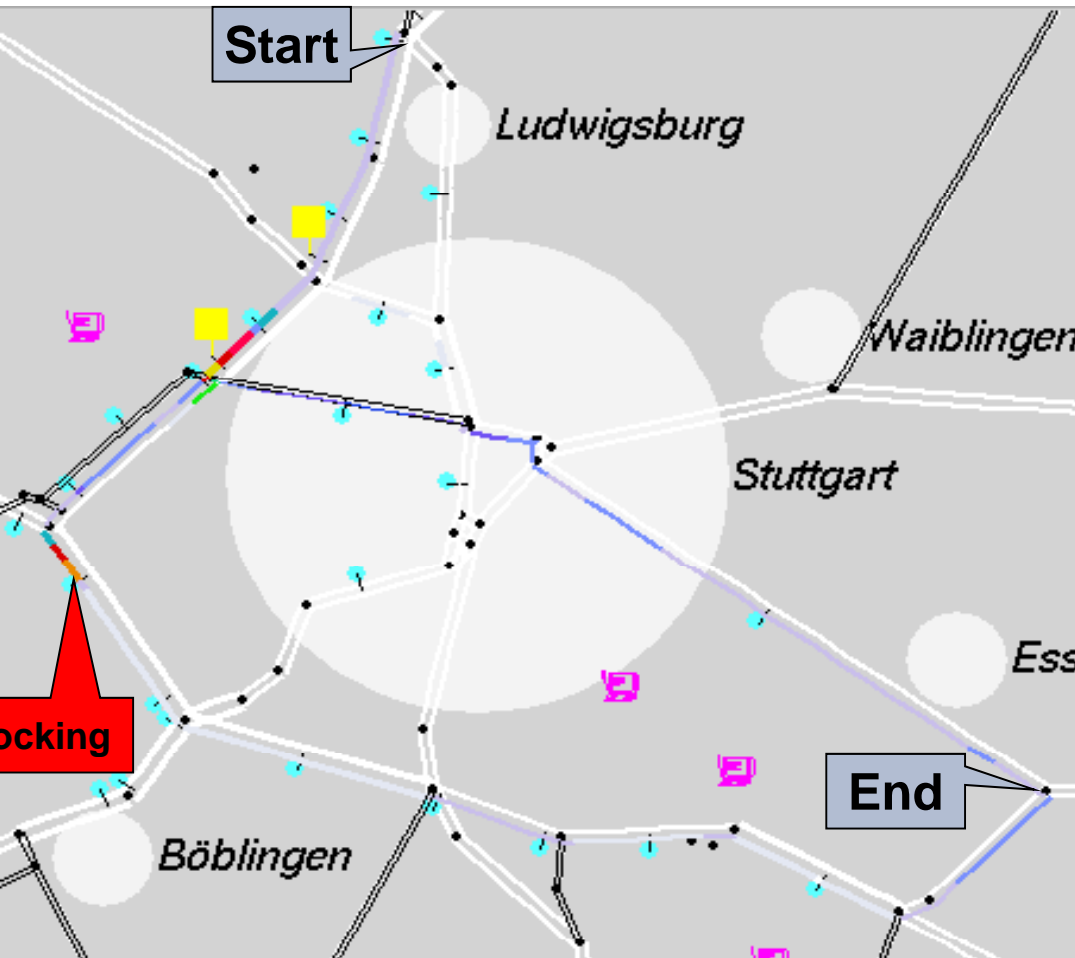 Start
Ludwigsburg
Waiblingen
Stuttgart
Ess
ocking
End
Böblingen